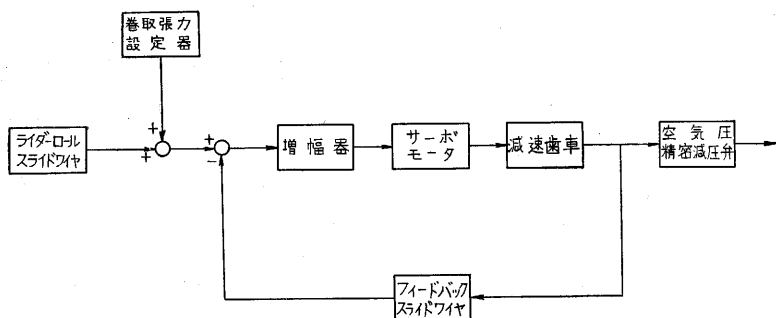 巻取張力
設定器
+
+
+
−
ライダーロール
スライドワイヤ
増幅器
サーボ
モータ
減速歯車
空気圧
精密減圧弁
フィードバック
スライドワイヤ